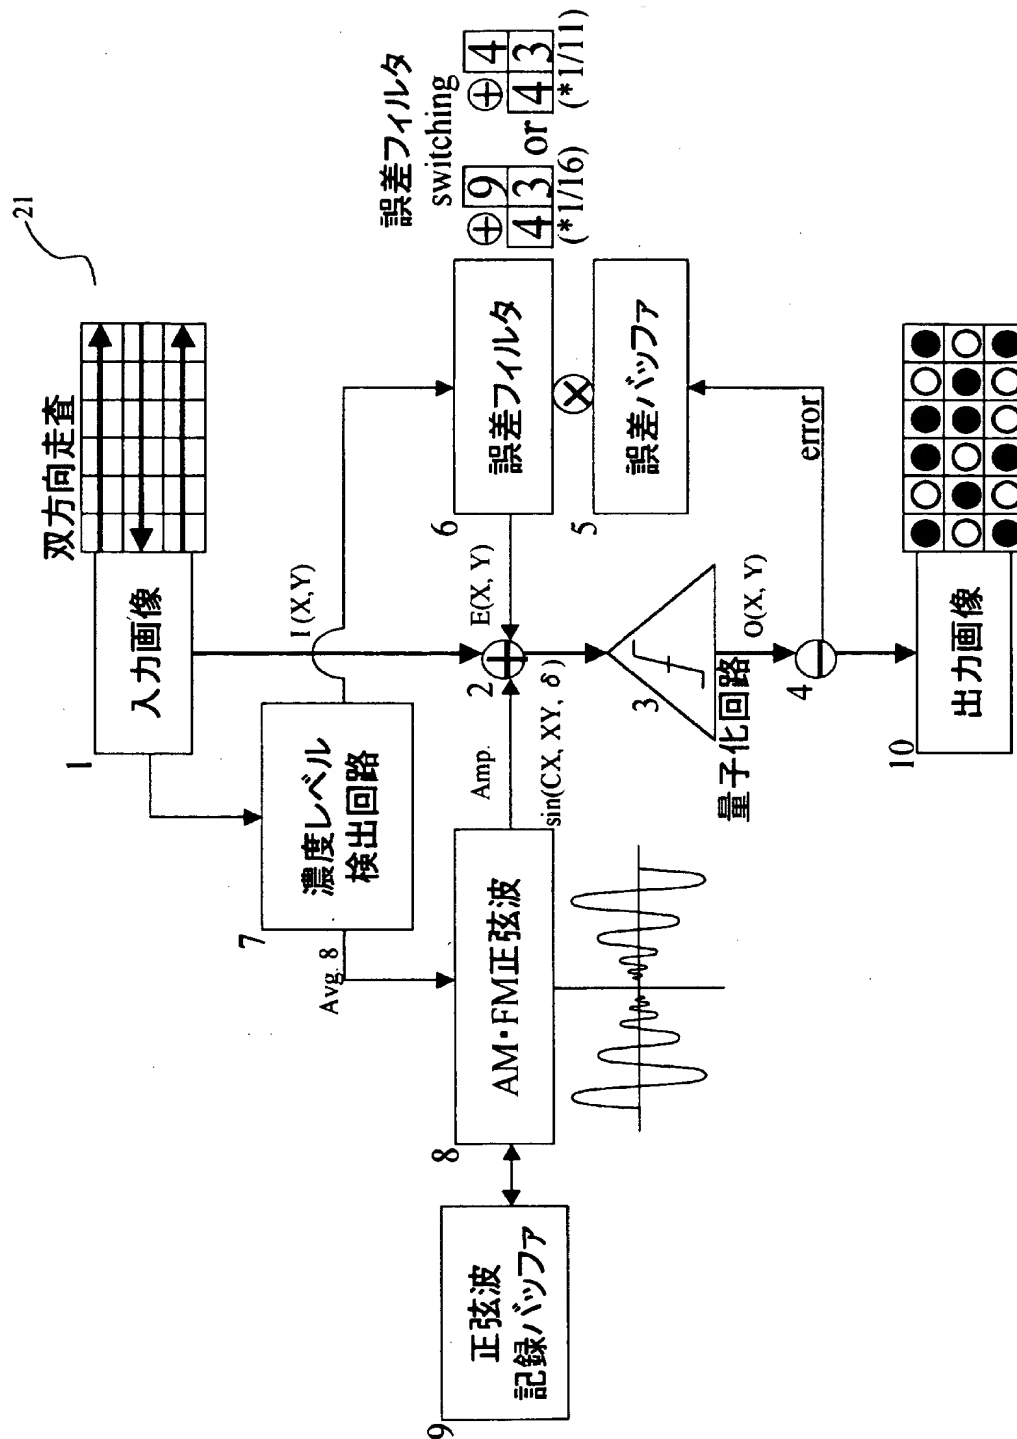 21
双方向走査
1
入力画像
I(X,Y)
7
濃度レベル
検出回路
Avg. 8
誤差フィルタ
switching
⊕ 9
4 3
(*1/16)
or
⊕ 4
4 3
(*1/11)
6
誤差フィルタ
5
誤差バッファ
E(X, Y)
2
Amp.
sin(CX, XY, δ)
8
AM・FM正弦波
9
正弦波
記録バッファ
3
量子化回路
O(X, Y)
4
error
10
出力画像